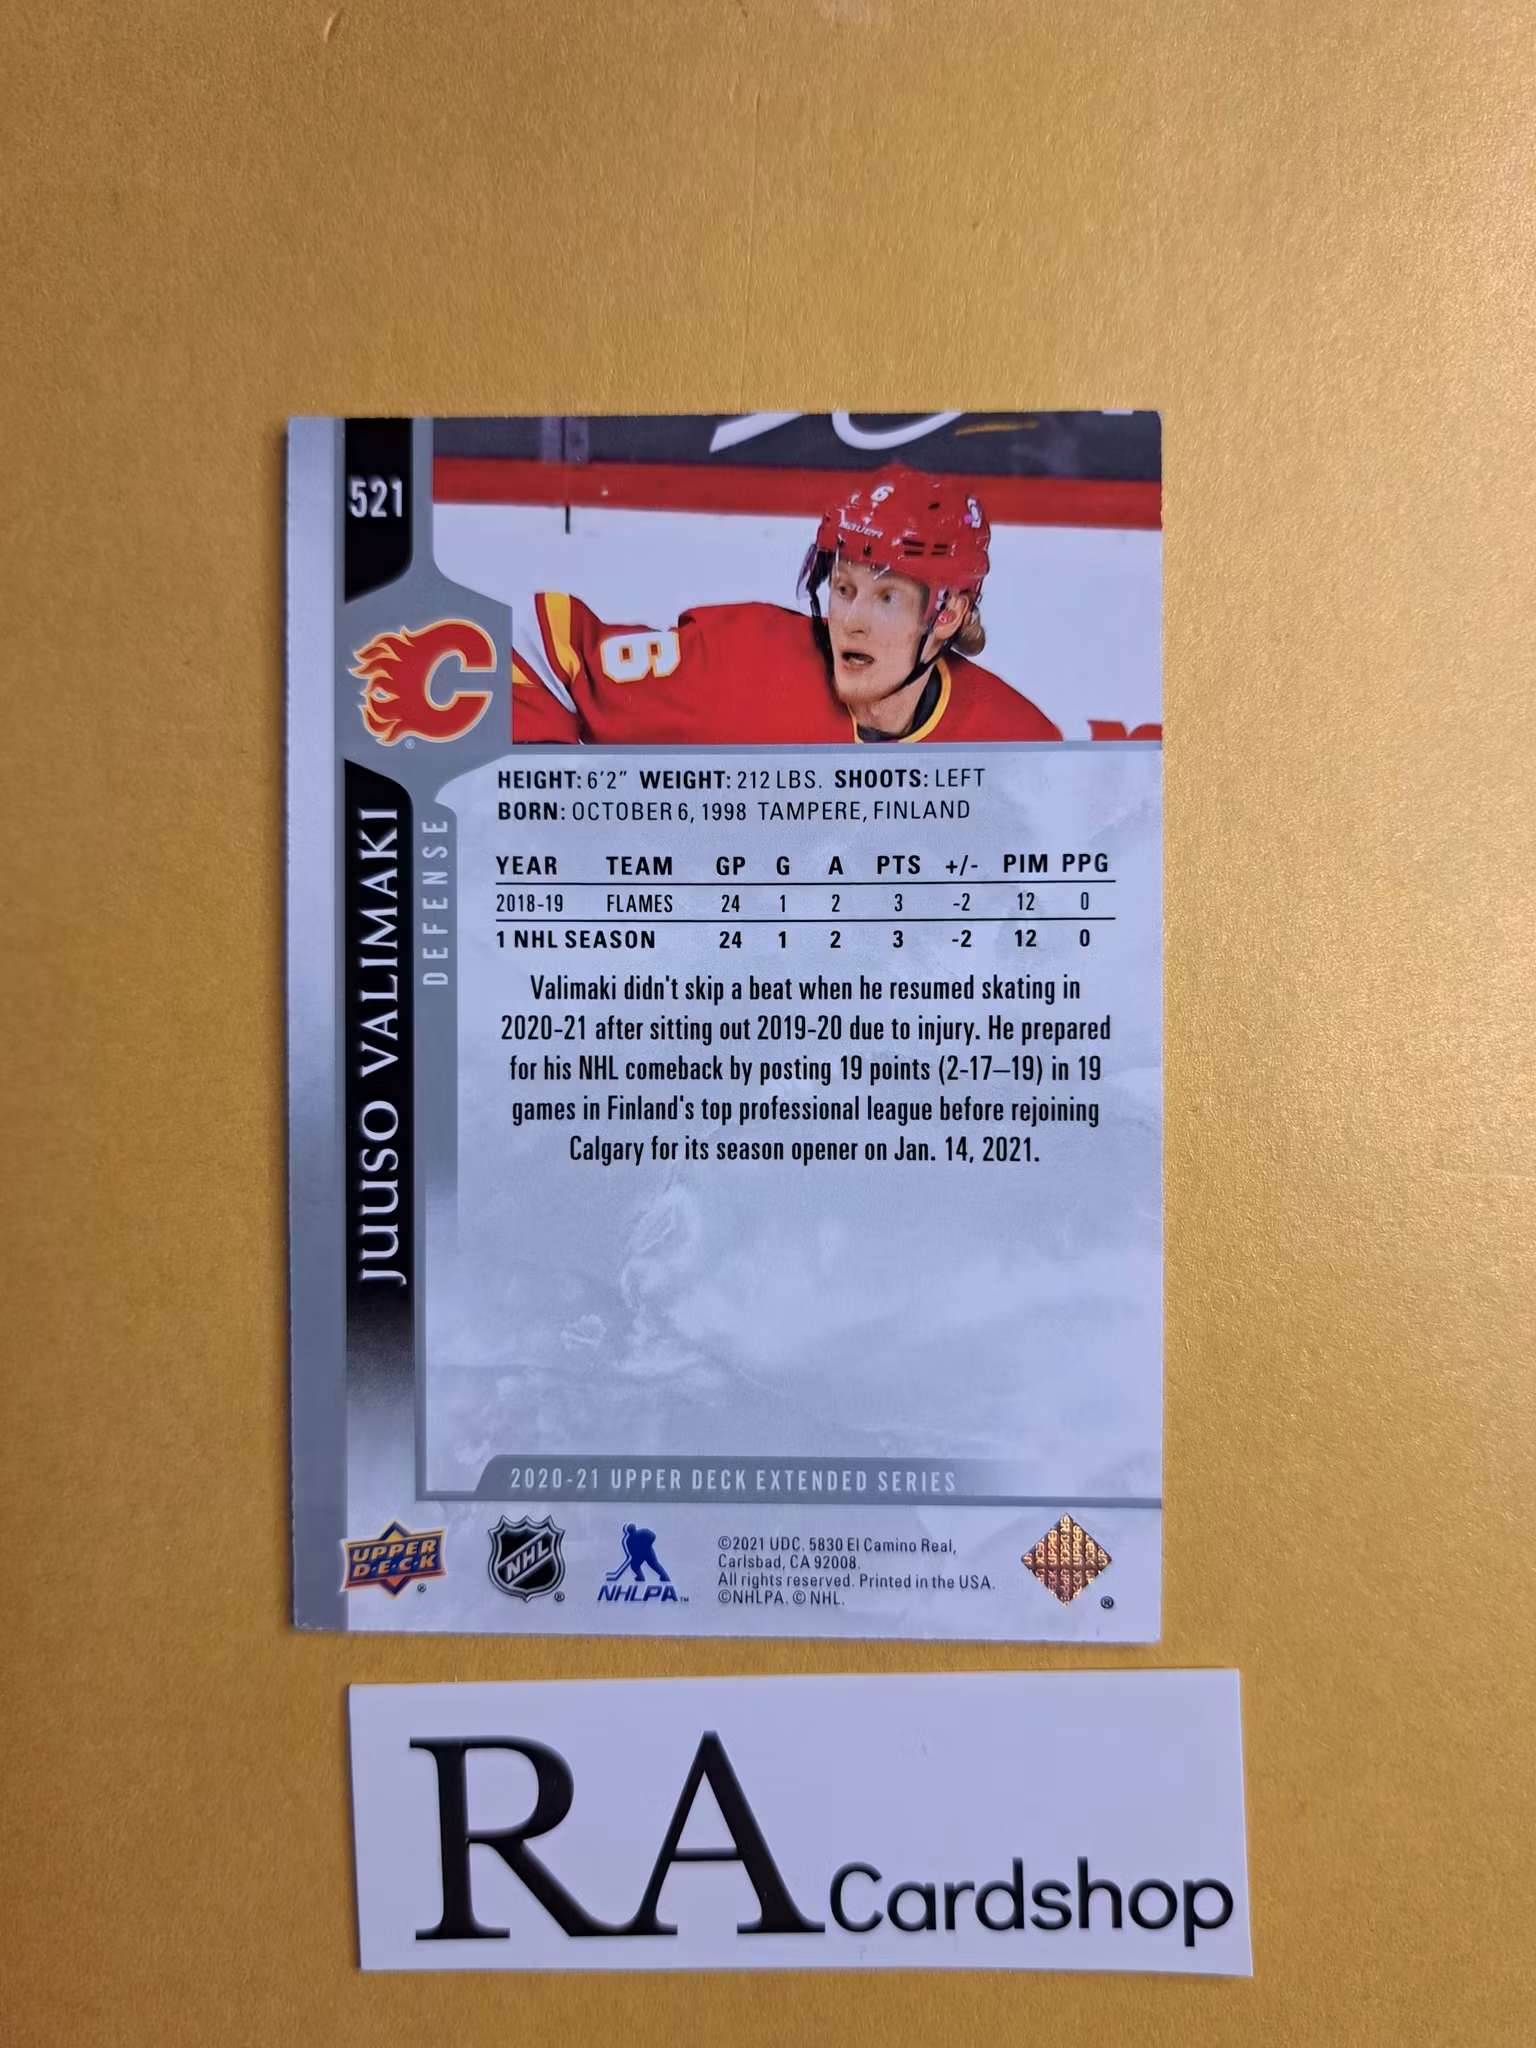 521
6
BAUER
6
C
JUUSO VALIMAKI
DEFENSE
HEIGHT: 6'2" WEIGHT: 212 LBS. SHOOTS: LEFT
BORN: OCTOBER 6, 1998 TAMPERE, FINLAND
YEAR TEAM GP G A PTS +/- PIM PPG
2018-19 FLAMES 24 1 2 3 -2 12 0
1 NHL SEASON 24 1 2 3 -2 12 0
Valimaki didn't skip a beat when he resumed skating in
2020-21 after sitting out 2019-20 due to injury. He prepared
for his NHL comeback by posting 19 points (2-17–19) in 19
games in Finland's top professional league before rejoining
Calgary for its season opener on Jan. 14, 2021.
2020-21 UPPER DECK EXTENDED SERIES
UPPER
D·E·C·K
®
NHL
®
NHLPA™
©2021 UDC. 5830 El Camino Real,
Carlsbad, CA 92008.
All rights reserved. Printed in the USA.
©NHLPA. © NHL.
®
RA Cardshop